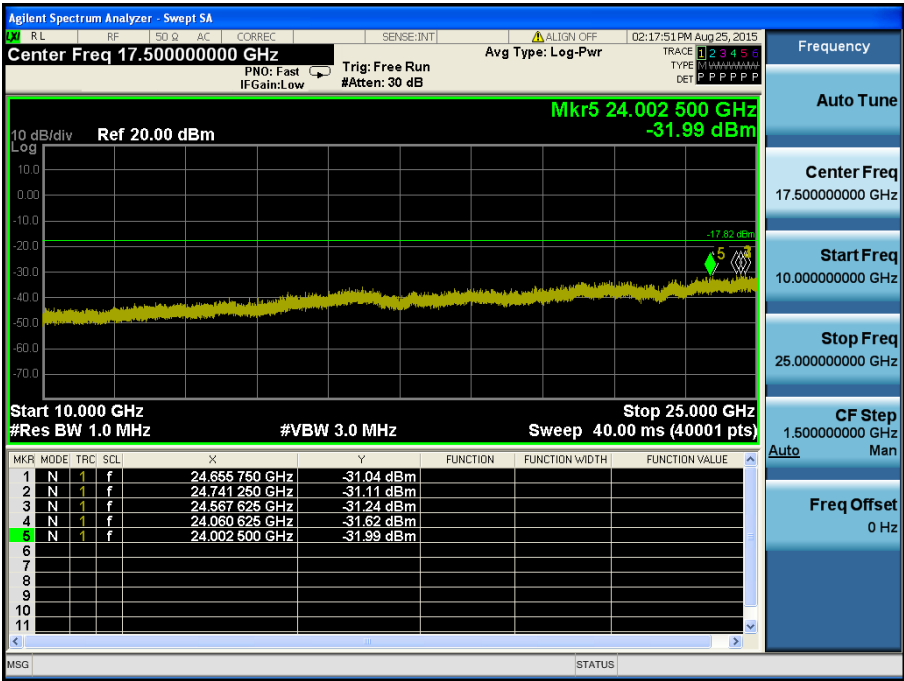 Agilent Spectrum Analyzer - Swept SA
LXI RL RF 50 Ω AC CORREC SENSE:INT ALIGN OFF 02:17:51 PM Aug 25, 2015
Center Freq 17.500000000 GHz
PNO: Fast
IFGain:Low
Trig: Free Run
#Atten: 30 dB
Avg Type: Log-Pwr
TRACE 1 2 3 4 5 6
TYPE M WWWWW
DET P P P P P P
Mkr5 24.002 500 GHz
-31.99 dBm
10 dB/div Ref 20.00 dBm
Log
10.0
0.00
-10.0
-17.82 dBm
-20.0
5
-30.0
-40.0
-50.0
-60.0
-70.0
Start 10.000 GHz Stop 25.000 GHz
#Res BW 1.0 MHz #VBW 3.0 MHz Sweep 40.00 ms (40001 pts)
MKR MODE TRC SCL X Y FUNCTION FUNCTION WIDTH FUNCTION VALUE
1 N 1 f 24.655 750 GHz -31.04 dBm
2 N 1 f 24.741 250 GHz -31.11 dBm
3 N 1 f 24.567 625 GHz -31.24 dBm
4 N 1 f 24.060 625 GHz -31.62 dBm
5 N 1 f 24.002 500 GHz -31.99 dBm
6
7
8
9
10
11
MSG STATUS
Frequency
Auto Tune
Center Freq
17.500000000 GHz
Start Freq
10.000000000 GHz
Stop Freq
25.000000000 GHz
CF Step
1.500000000 GHz
Auto Man
Freq Offset
0 Hz